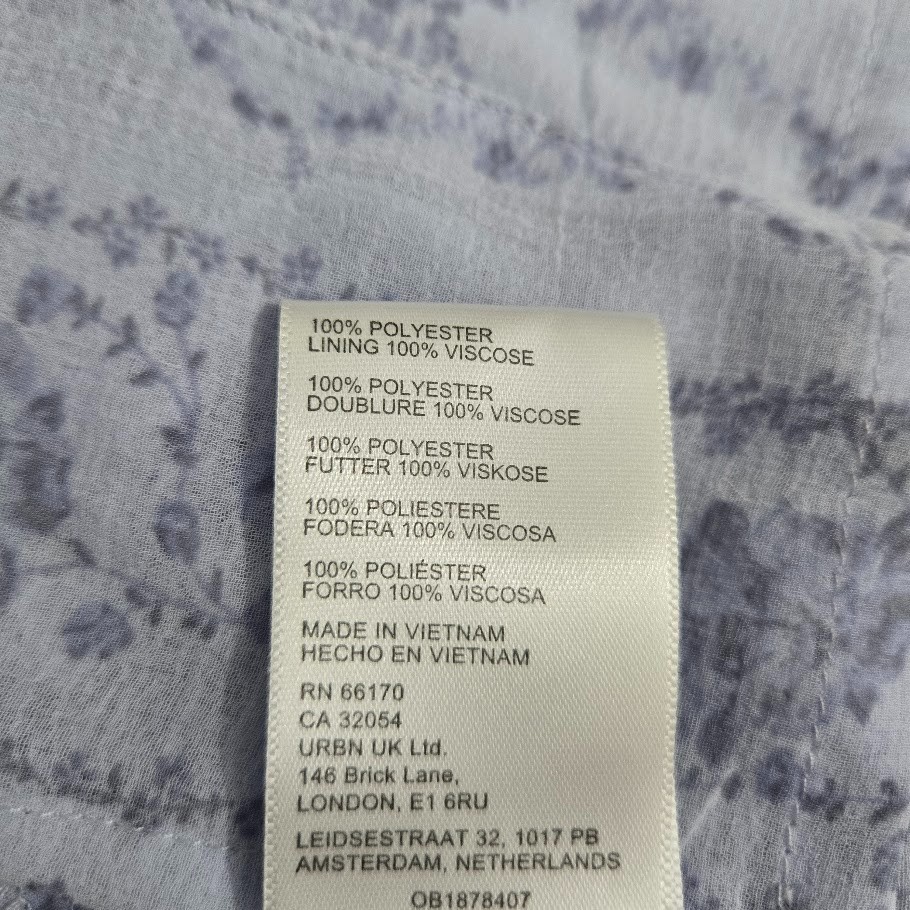 100% POLYESTER
LINING 100% VISCOSE
100% POLYESTER
DOUBLURE 100% VISCOSE
100% POLYESTER
FUTTER 100% VISKOSE
100% POLIESTERE
FODERA 100% VISCOSA
100% POLIÉSTER
FORRO 100% VISCOSA
MADE IN VIETNAM
HECHO EN VIETNAM
RN 66170
CA 32054
URBN UK Ltd.
146 Brick Lane,
LONDON, E1 6RU
LEIDSESTRAAT 32, 1017 PB
AMSTERDAM, NETHERLANDS
OB1878407